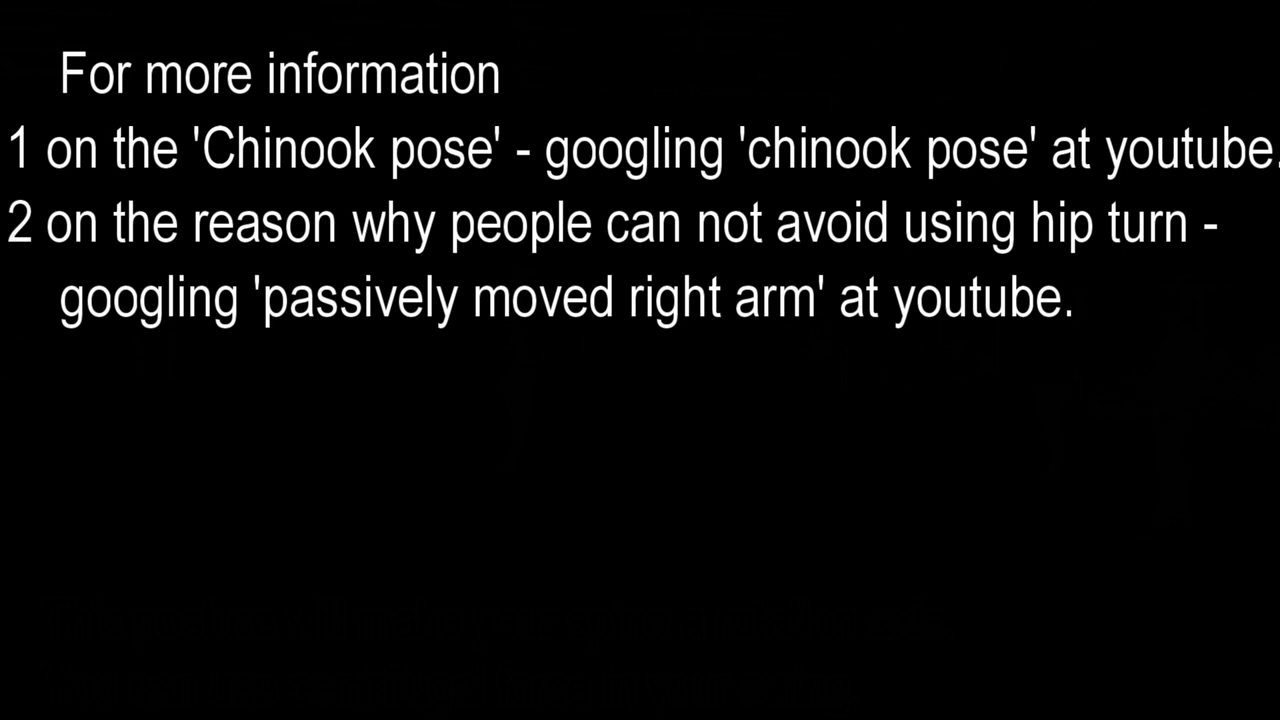 For more information
1 on the 'Chinook pose' - googling 'chinook pose' at youtube.
2 on the reason why people can not avoid using hip turn -
googling 'passively moved right arm' at youtube.